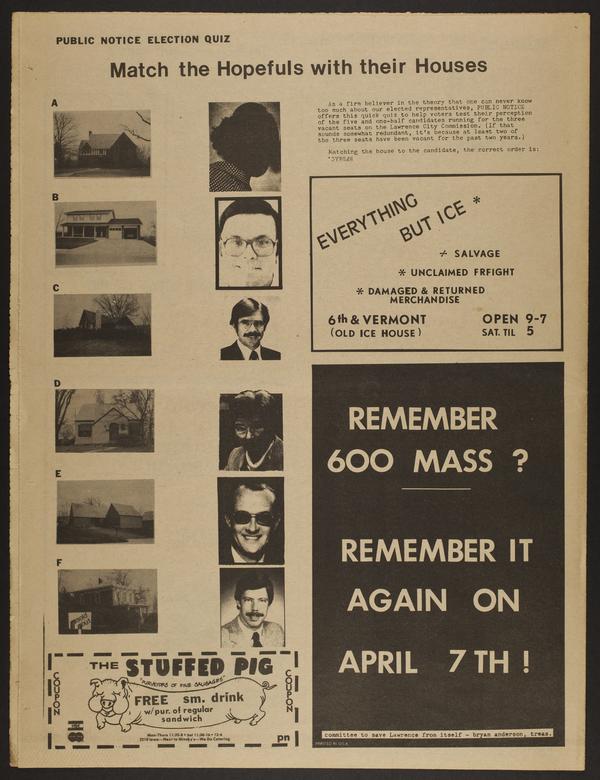 PUBLIC NOTICE ELECTION QUIZ
Match the Hopefuls with their Houses
A
B
C
D
E
F
As a firm believer in the theory that one can never know
too much about our elected representatives, PUBLIC NOTICE
offers this quick quiz to help voters test their perception
of the five and one-half candidates running for the three
vacant seats on the Lawrence City Commission. (If that
sounds somewhat redundant, it's because at least two of
the three seats have been vacant for the past two years.)
Matching the house to the candidate, the correct order is:
EVERYTHING
BUT ICE *
* SALVAGE
* UNCLAIMED FRFIGHT
* DAMAGED & RETURNED
MERCHANDISE
6th & VERMONT
(OLD ICE HOUSE)
OPEN 9-7
SAT. TIL 5
REMEMBER
600 MASS ?
REMEMBER IT
AGAIN ON
APRIL 7TH !
committee to save Lawrence from itself - bryan anderson, treas.
PRINTED IN U.S.A.
COUPON
THE STUFFED PIG
"PURVEYORS OF FINE SAUSAGES"
FREE sm. drink
w/pur. of regular
sandwich
COUPON
pn